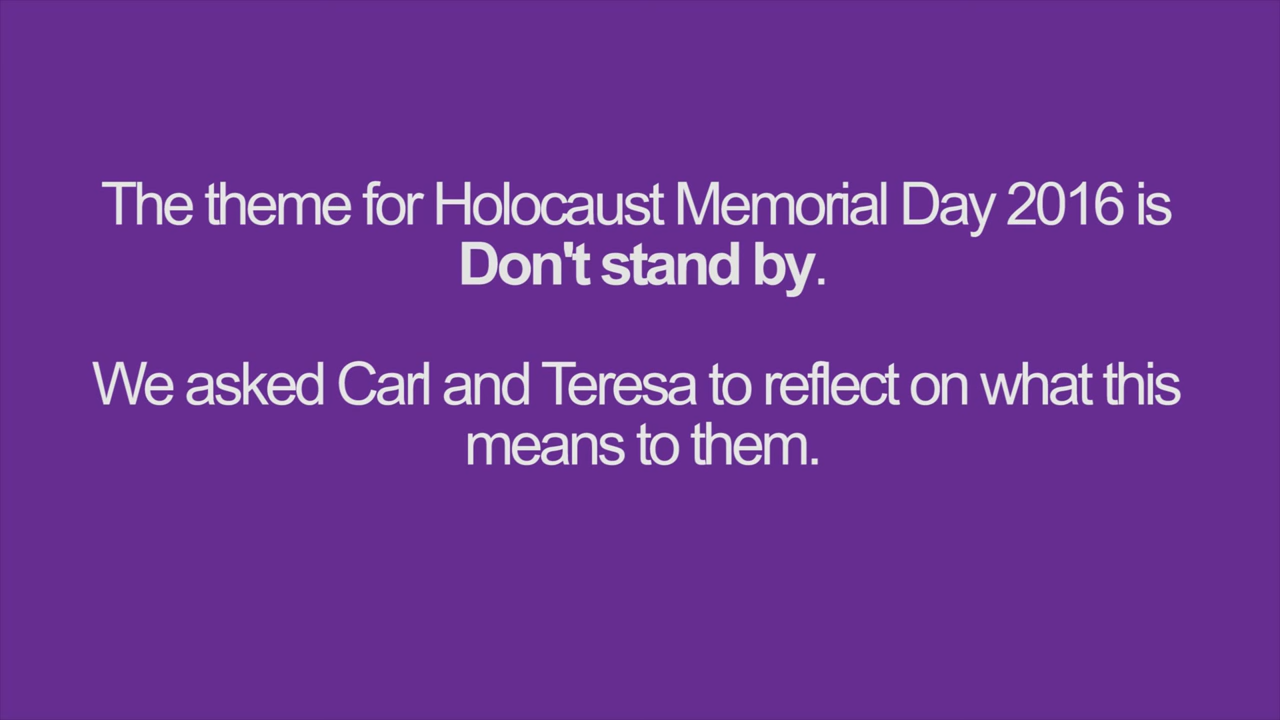 The theme for Holocaust Memorial Day 2016 is
Don't stand by.
We asked Carl and Teresa to reflect on what this
means to them.